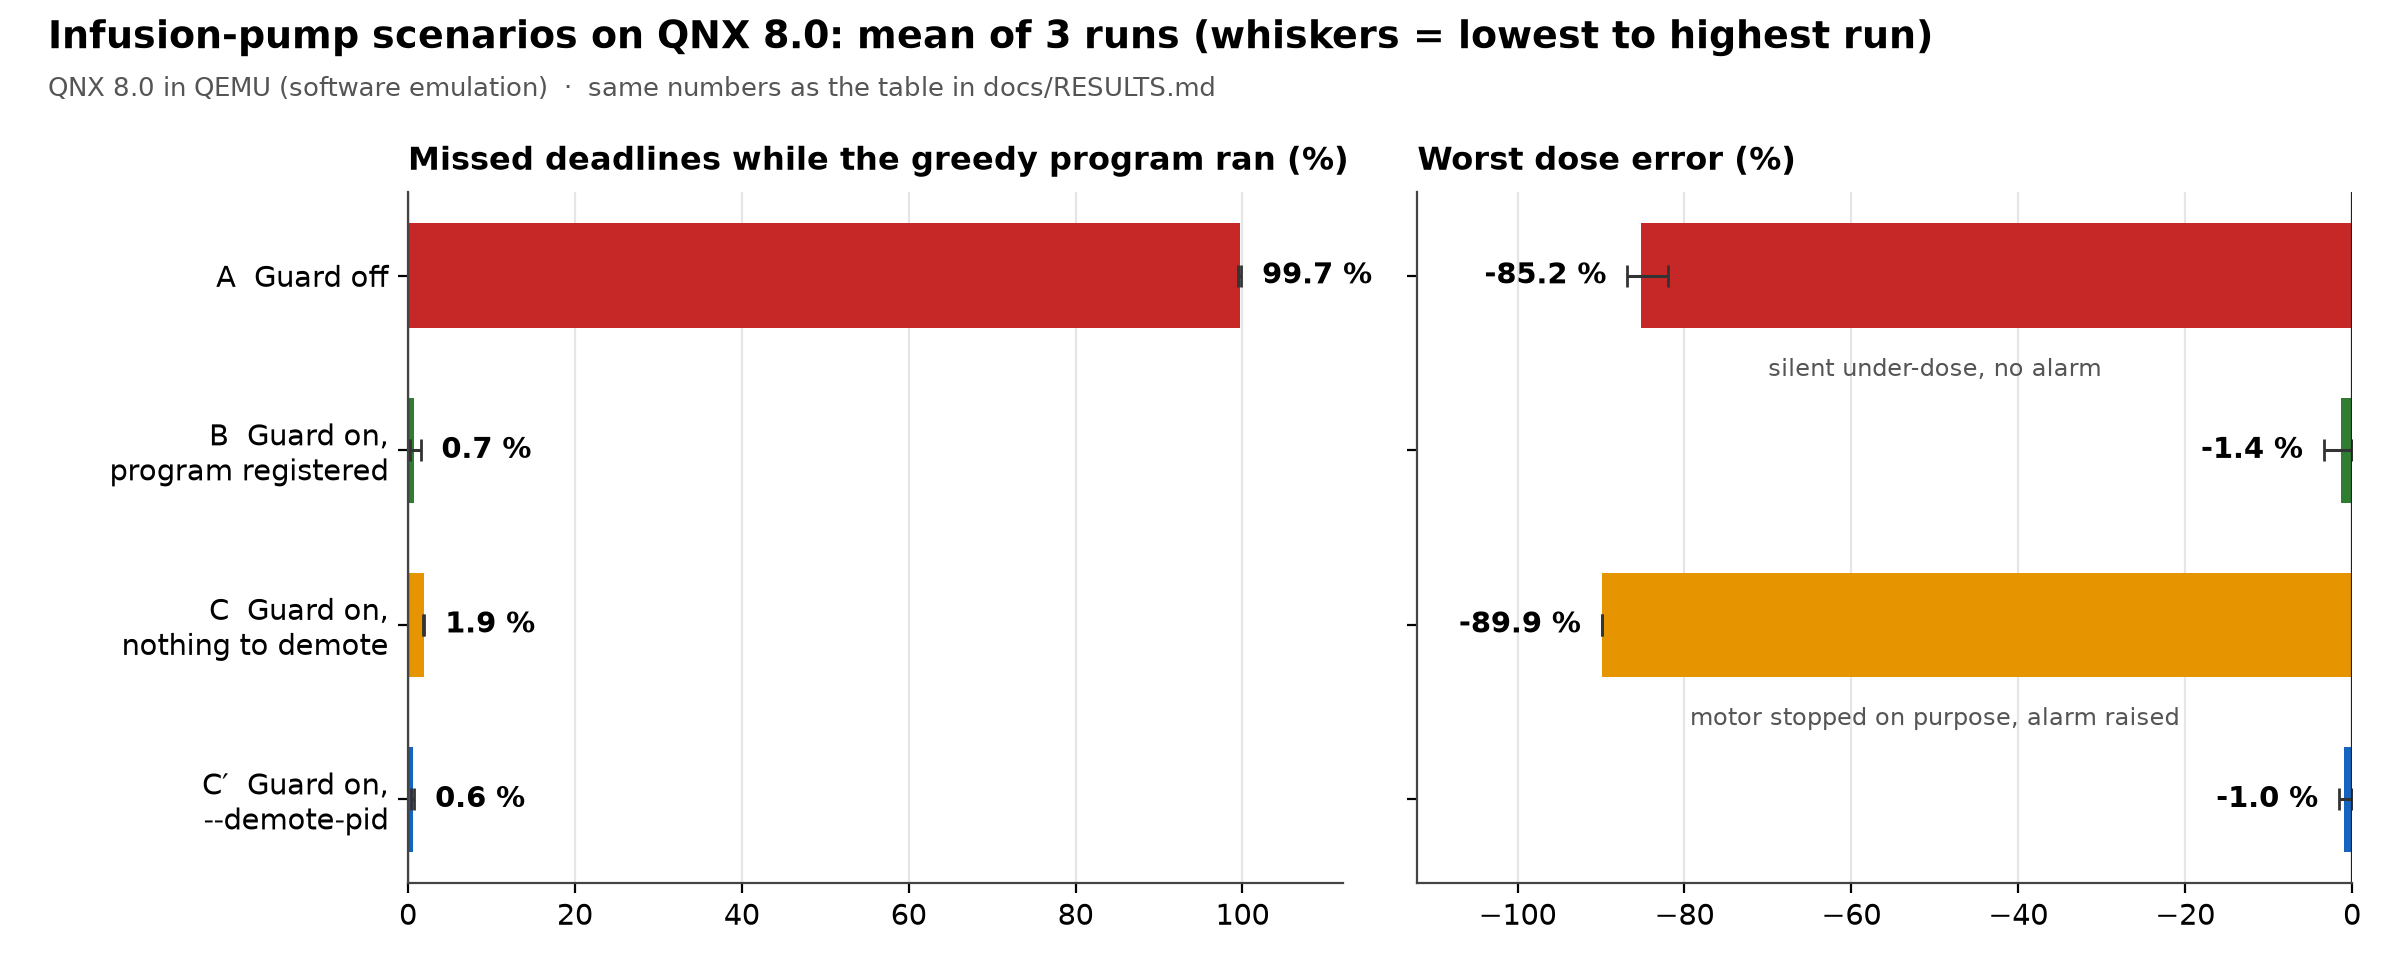 Infusion-pump scenarios on QNX 8.0: mean of 3 runs (whiskers = lowest to highest run)
QNX 8.0 in QEMU (software emulation)  ·  same numbers as the table in docs/RESULTS.md
Missed deadlines while the greedy program ran (%)
A  Guard off
99.7 %
B  Guard on,
program registered
0.7 %
C  Guard on,
nothing to demote
1.9 %
C′  Guard on,
--demote-pid
0.6 %
0 20 40 60 80 100
Worst dose error (%)
-85.2 %
silent under-dose, no alarm
-1.4 %
-89.9 %
motor stopped on purpose, alarm raised
-1.0 %
−100 −80 −60 −40 −20 0